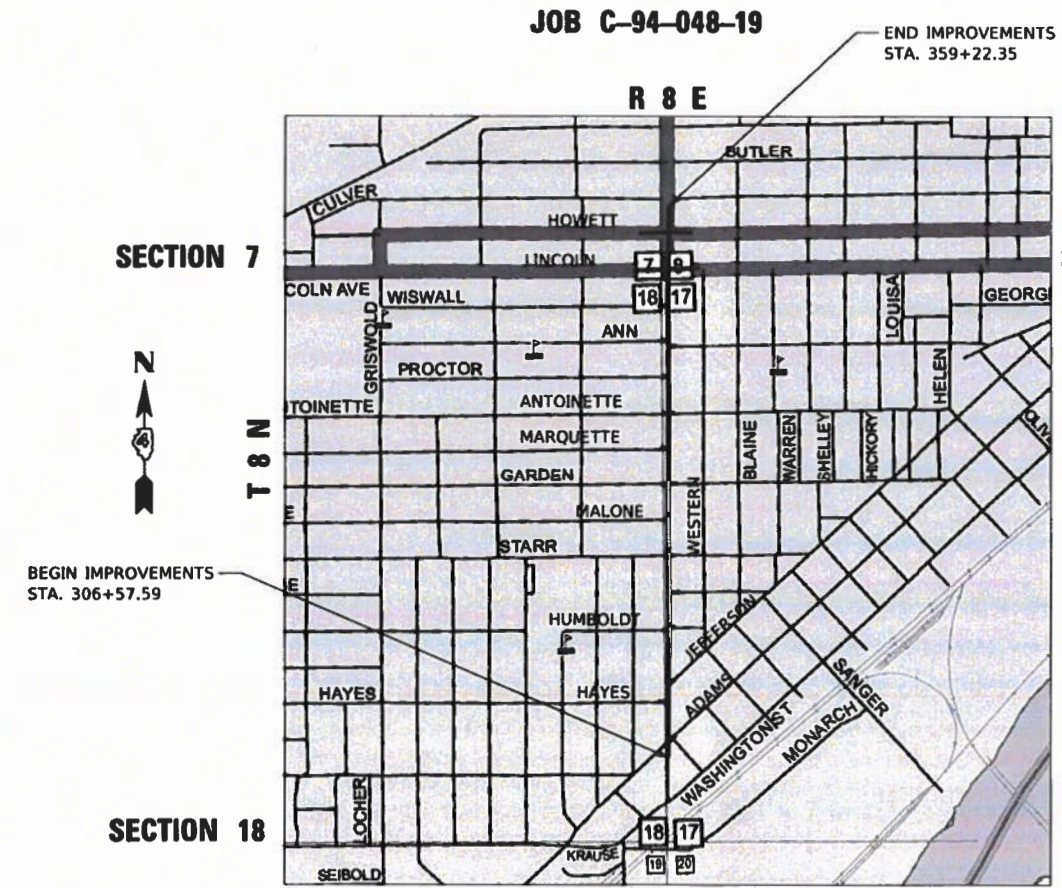 JOB C-94-048-19
END IMPROVEMENTS
STA. 359+22.35
R 8 E
BUTLER
CULVER
HOWETT
SECTION 7
LINCOLN
7 8
COLN AVE
WISWALL
18 17
LOUISA
GEORGI
GRISWOLD
ANN
N
PROCTOR
HELEN
TOINETTE
ANTOINETTE
OLIV
T 8 N
MARQUETTE
BLAINE
WARREN
SHELLEY
HICKORY
GARDEN
E
MALONE
WESTERN
STARR
BEGIN IMPROVEMENTS
STA. 306+57.59
E
HUMBOLDT
JEFFERSON
HAYES
HAYES
ADAMS
SANGER
WASHINGTON ST
MONARCH
LOCHER
SECTION 18
18 17
KRAUSE
19 20
SEIBOLD